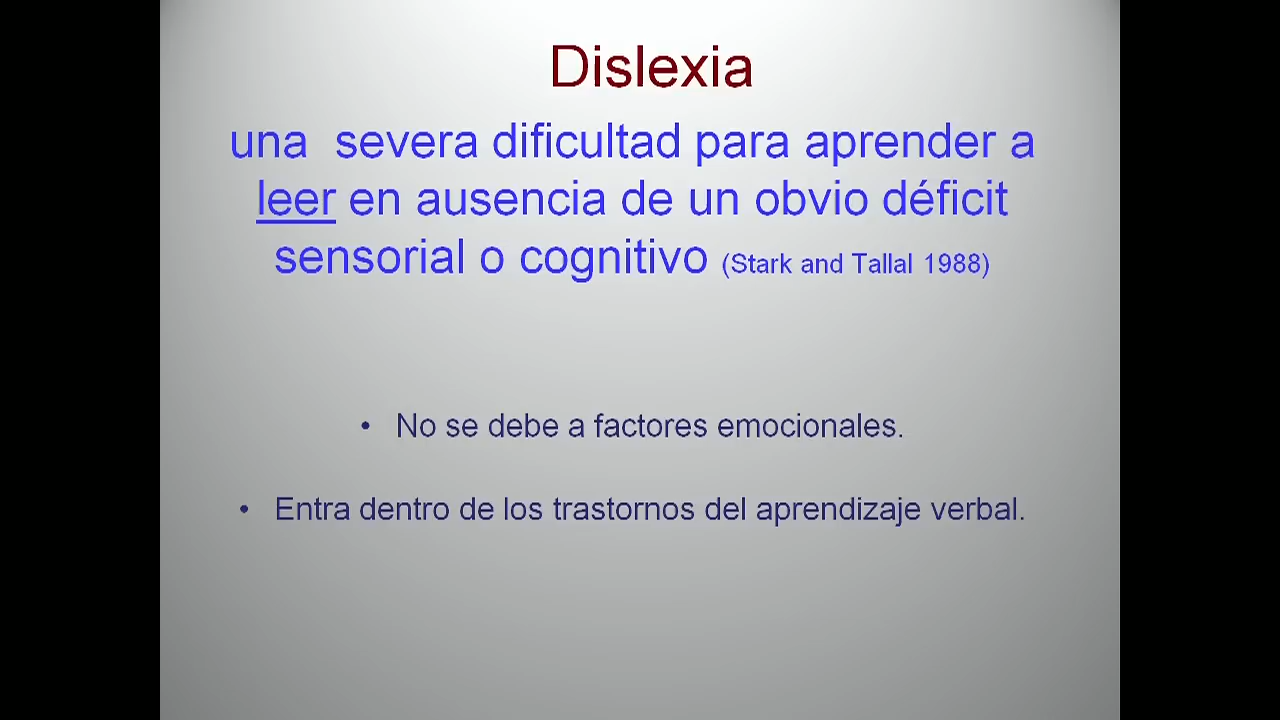 Dislexia
una  severa dificultad para aprender a
leer en ausencia de un obvio déficit
sensorial o cognitivo (Stark and Tallal 1988)
• No se debe a factores emocionales.
• Entra dentro de los trastornos del aprendizaje verbal.